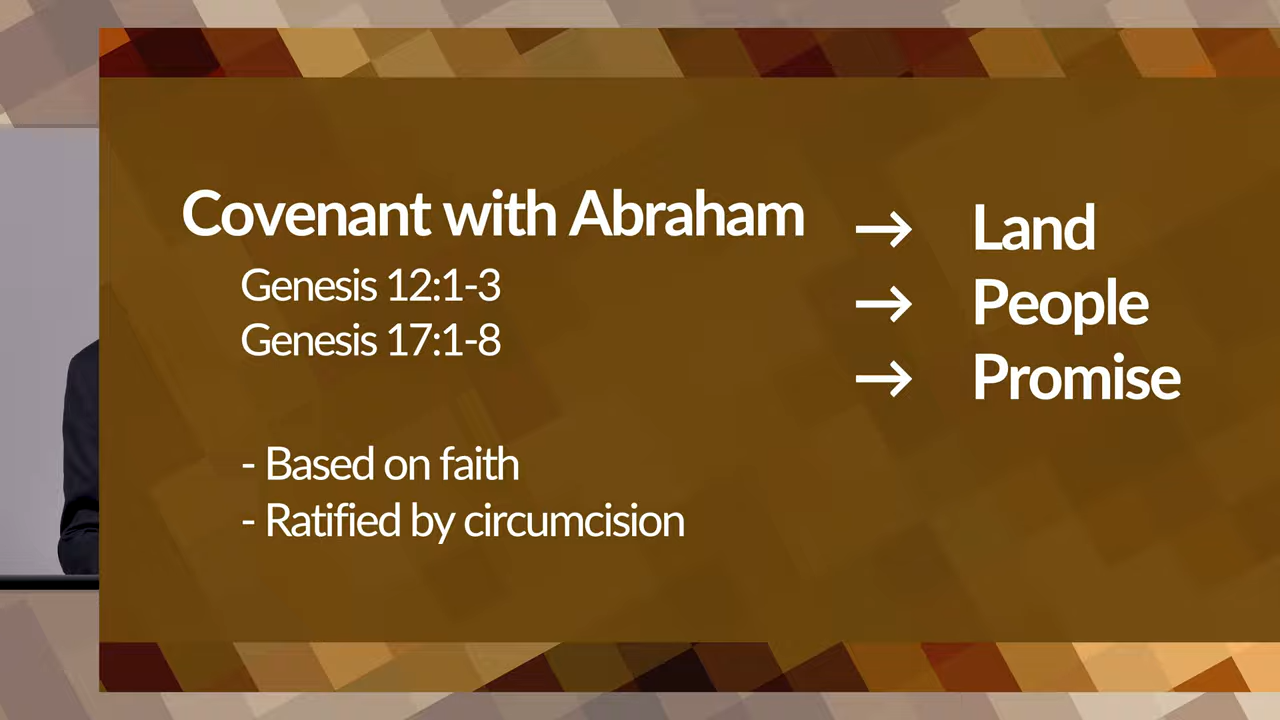 Covenant with Abraham
Genesis 12:1-3
Genesis 17:1-8
- Based on faith
- Ratified by circumcision
→ Land
→ People
→ Promise